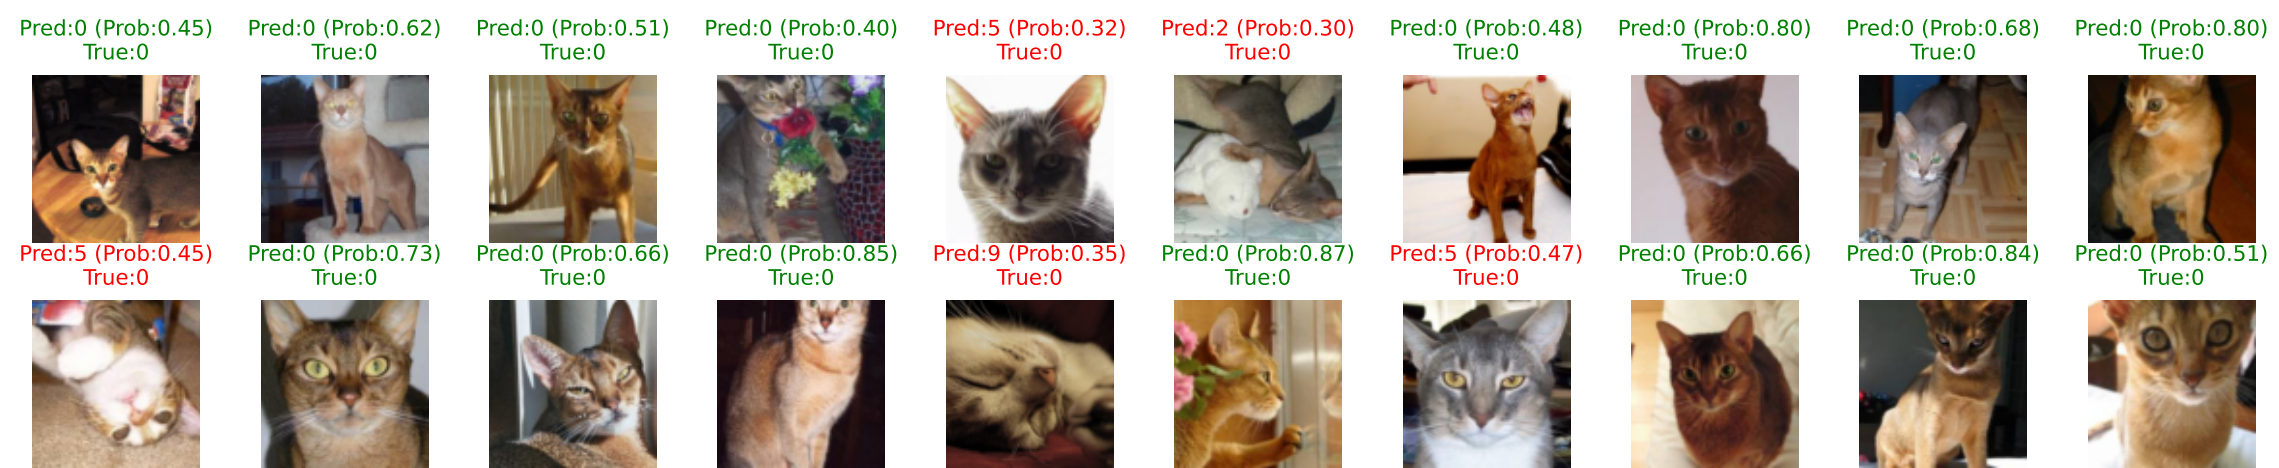 Pred:0 (Prob:0.45) Pred:0 (Prob:0.62) Pred:0 (Prob:0.51) Pred:0 (Prob:0.40) Pred:5 (Prob:0.32) Pred:2 (Prob:0.30) Pred:0 (Prob:0.48) Pred:0 (Prob:0.80) Pred:0 (Prob:0.68) Pred:0 (Prob:0.80)
True:0 True:0 True:0 True:0 True:0 True:0 True:0 True:0 True:0 True:0
Pred:5 (Prob:0.45) Pred:0 (Prob:0.73) Pred:0 (Prob:0.66) Pred:0 (Prob:0.85) Pred:9 (Prob:0.35) Pred:0 (Prob:0.87) Pred:5 (Prob:0.47) Pred:0 (Prob:0.66) Pred:0 (Prob:0.84) Pred:0 (Prob:0.51)
True:0 True:0 True:0 True:0 True:0 True:0 True:0 True:0 True:0 True:0